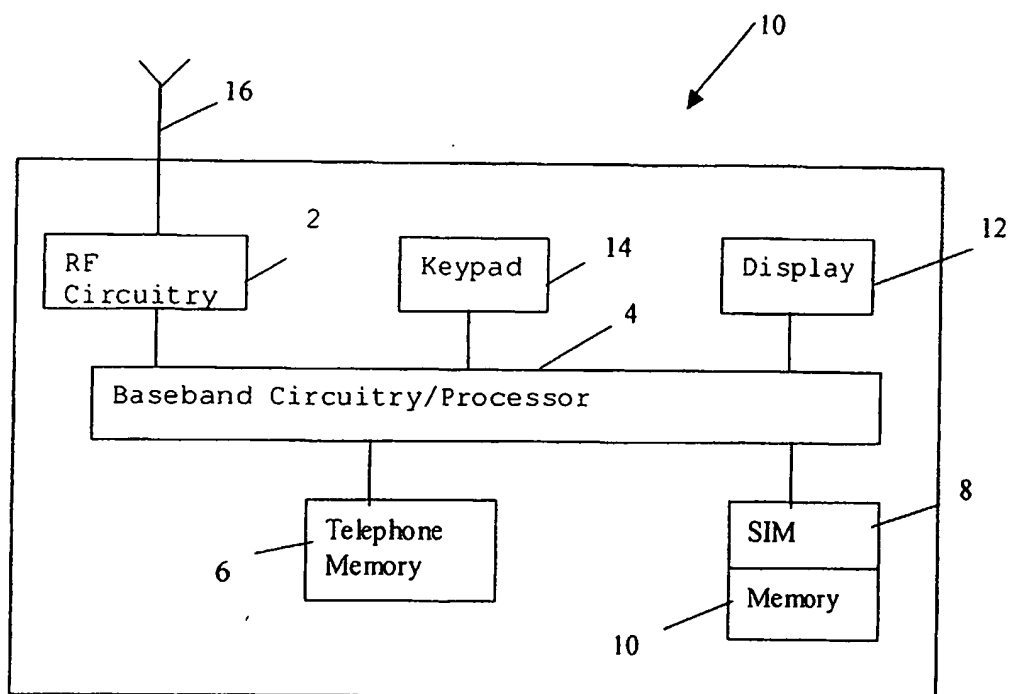 10
16
2
RF
Circuitry
Keypad
14
Display
12
4
Baseband Circuitry/Processor
Telephone
Memory
6
SIM
8
Memory
10